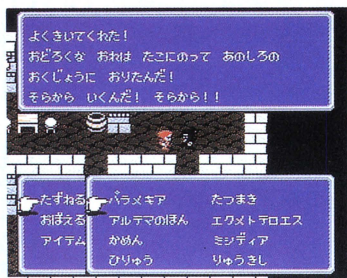 よくきいてくれた!
おどろくな おれは たこにのって あのしろの
おくじょうに おりたんだ!
そらから いくんだ! そらから!!
たずねる
おぼえる
アイテム
パラメキア たつまき
アルテマのほん エクメトテロエス
かめん ミシディア
ひりゅう りゅうきし